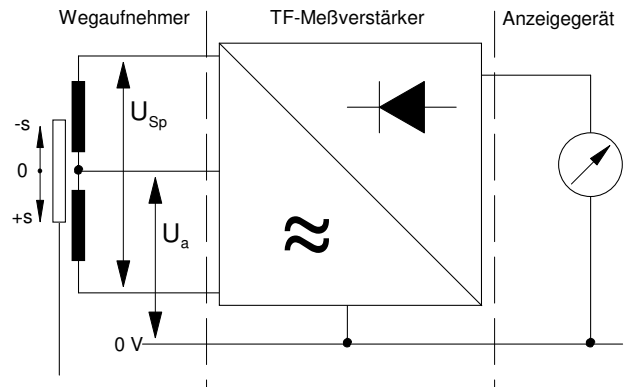 Wegaufnehmer TF-Meßverstärker Anzeigegerät
U_Sp
-s
0
+s
U_a
0 V